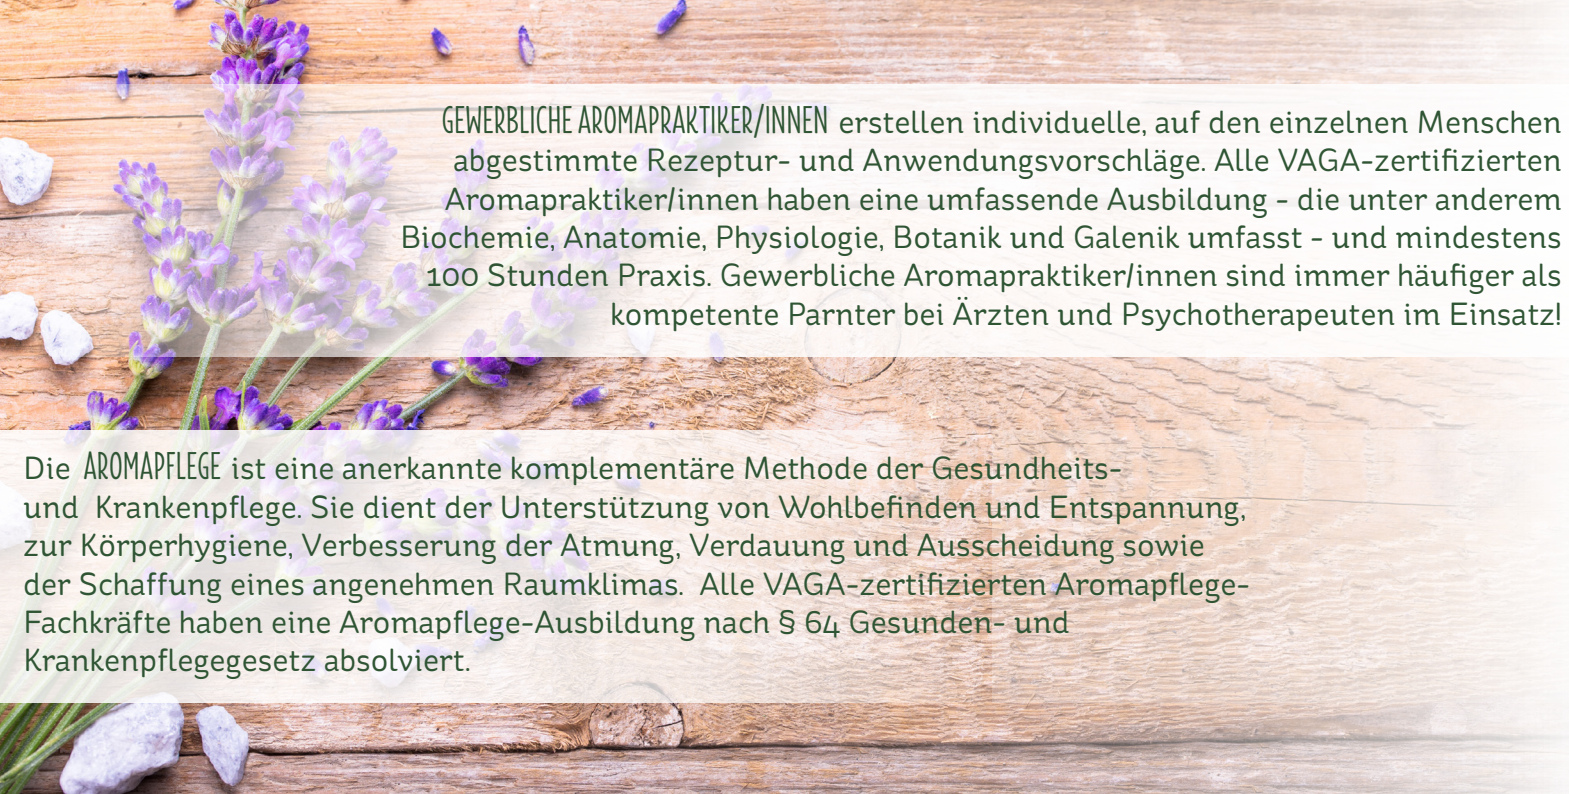 GEWERBLICHE AROMAPRAKTIKER/INNEN erstellen individuelle, auf den einzelnen Menschen
abgestimmte Rezeptur- und Anwendungsvorschläge. Alle VAGA-zertifizierten
Aromapraktiker/innen haben eine umfassende Ausbildung - die unter anderem
Biochemie, Anatomie, Physiologie, Botanik und Galenik umfasst - und mindestens
100 Stunden Praxis. Gewerbliche Aromapraktiker/innen sind immer häufiger als
kompetente Parnter bei Ärzten und Psychotherapeuten im Einsatz!
Die AROMAPFLEGE ist eine anerkannte komplementäre Methode der Gesundheits-
und Krankenpflege. Sie dient der Unterstützung von Wohlbefinden und Entspannung,
zur Körperhygiene, Verbesserung der Atmung, Verdauung und Ausscheidung sowie
der Schaffung eines angenehmen Raumklimas. Alle VAGA-zertifizierten Aromapflege-
Fachkräfte haben eine Aromapflege-Ausbildung nach § 64 Gesunden- und
Krankenpflegegesetz absolviert.